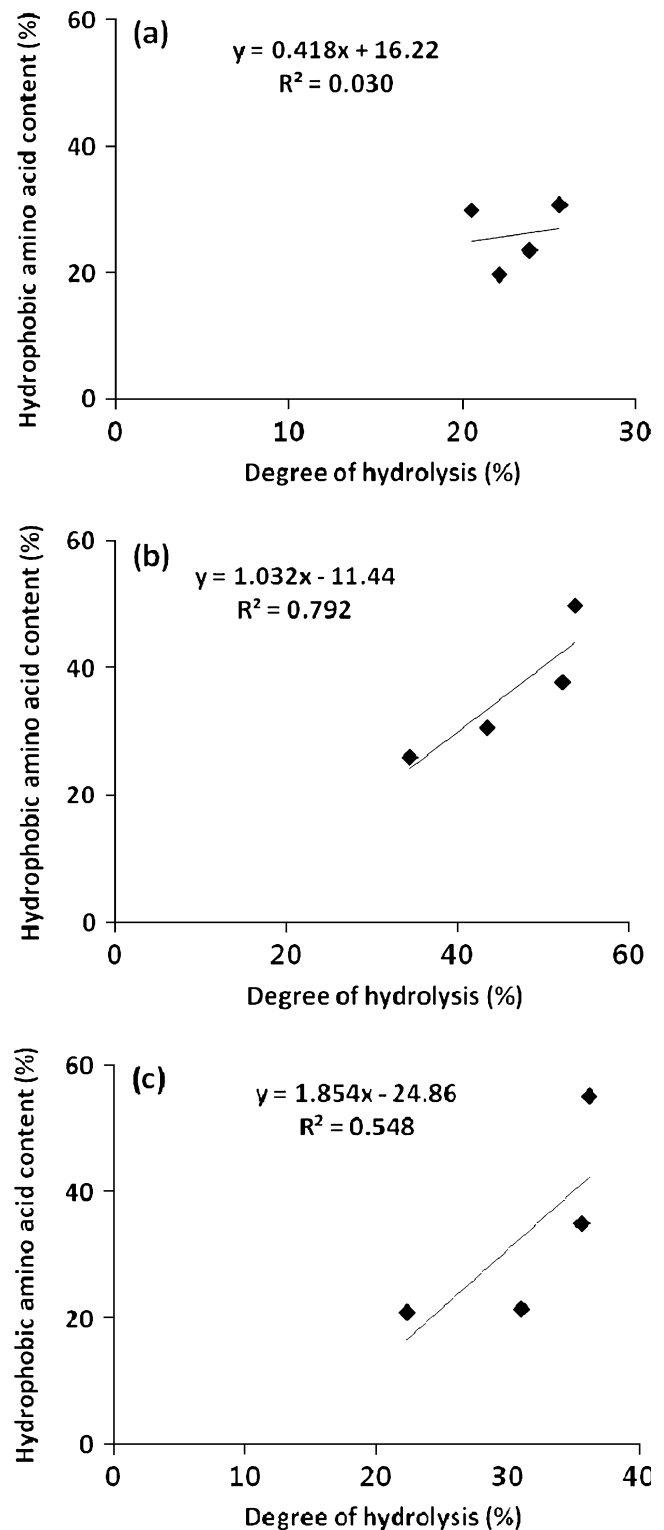 (a)
y = 0.418x + 16.22
R² = 0.030
Hydrophobic amino acid content (%)
60
40
20
0
0 10 20 30
Degree of hydrolysis (%)
(b)
y = 1.032x - 11.44
R² = 0.792
Hydrophobic amino acid content (%)
60
40
20
0
0 20 40 60
Degree of hydrolysis (%)
(c)
y = 1.854x - 24.86
R² = 0.548
Hydrophobic amino acid content (%)
60
40
20
0
0 10 20 30 40
Degree of hydrolysis (%)